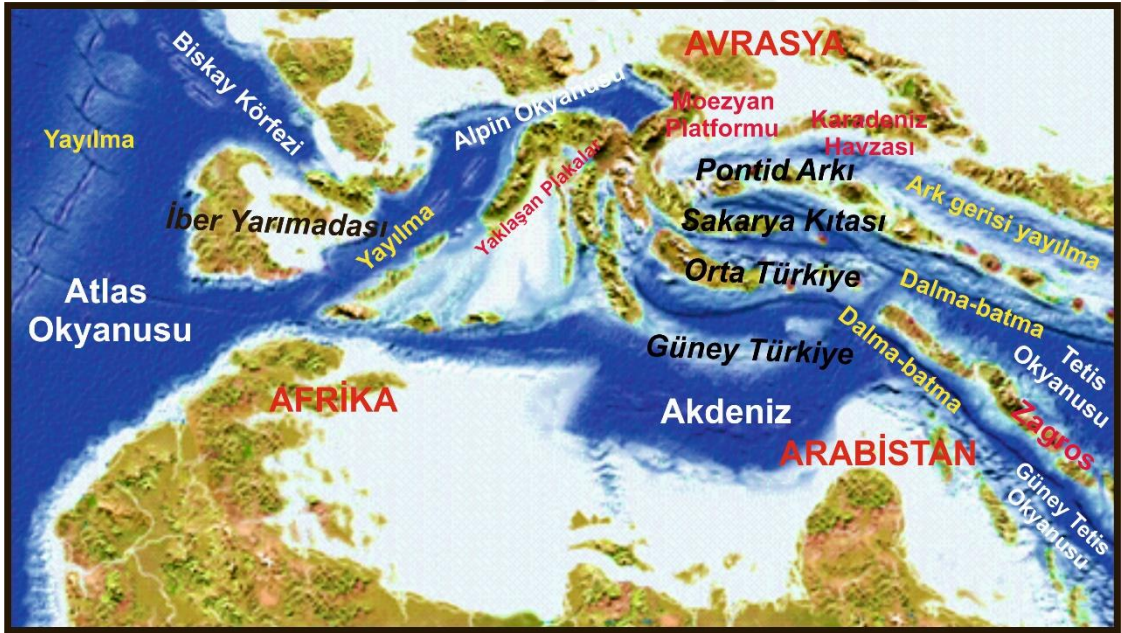 Biskay Körfezi
AVRASYA
Yayılma
Alpin Okyanusu
Moezyan
Platformu
Karadeniz
Havzası
Pontid Arkı
Yaklaşan Plakalar
Ark gerisi yayılma
İber Yarımadası
Yayılma
Sakarya Kıtası
Orta Türkiye
Dalma-batma
Atlas
Okyanusu
Güney Türkiye
Dalma-batma
Tetis
Okyanusu
AFRİKA
Akdeniz
Zagros
ARABİSTAN
Güney Tetis
Okyanusu